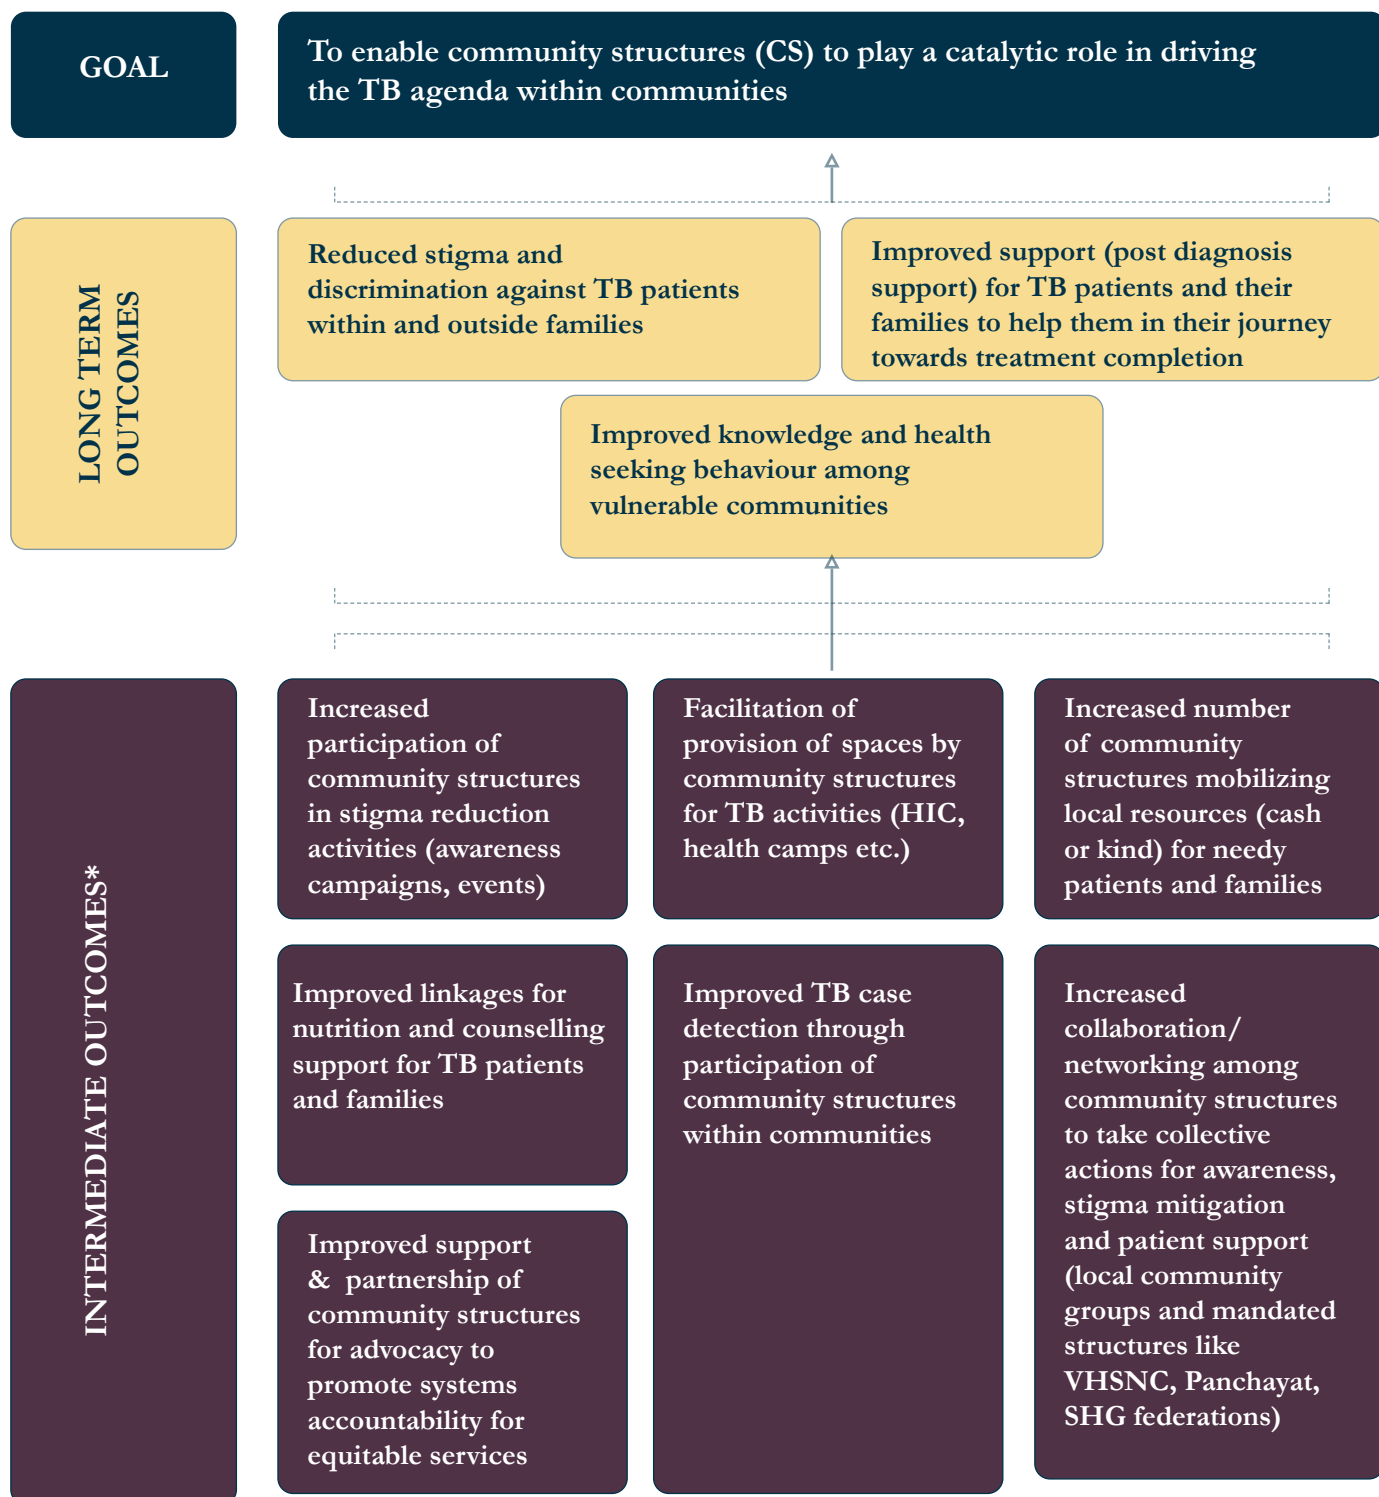 GOAL
To enable community structures (CS) to play a catalytic role in driving
the TB agenda within communities
LONG TERM
OUTCOMES
Reduced stigma and
discrimination against TB patients
within and outside families
Improved support (post diagnosis
support) for TB patients and their
families to help them in their journey
towards treatment completion
Improved knowledge and health
seeking behaviour among
vulnerable communities
INTERMEDIATE OUTCOMES*
Increased
participation of
community structures
in stigma reduction
activities (awareness
campaigns, events)
Facilitation of
provision of spaces by
community structures
for TB activities (HIC,
health camps etc.)
Increased number
of community
structures mobilizing
local resources (cash
or kind) for needy
patients and families
Improved linkages for
nutrition and counselling
support for TB patients
and families
Improved TB case
detection through
participation of
community structures
within communities
Increased
collaboration/
networking among
community structures
to take collective
actions for awareness,
stigma mitigation
and patient support
(local community
groups and mandated
structures like
VHSNC, Panchayat,
SHG federations)
Improved support
& partnership of
community structures
for advocacy to
promote systems
accountability for
equitable services